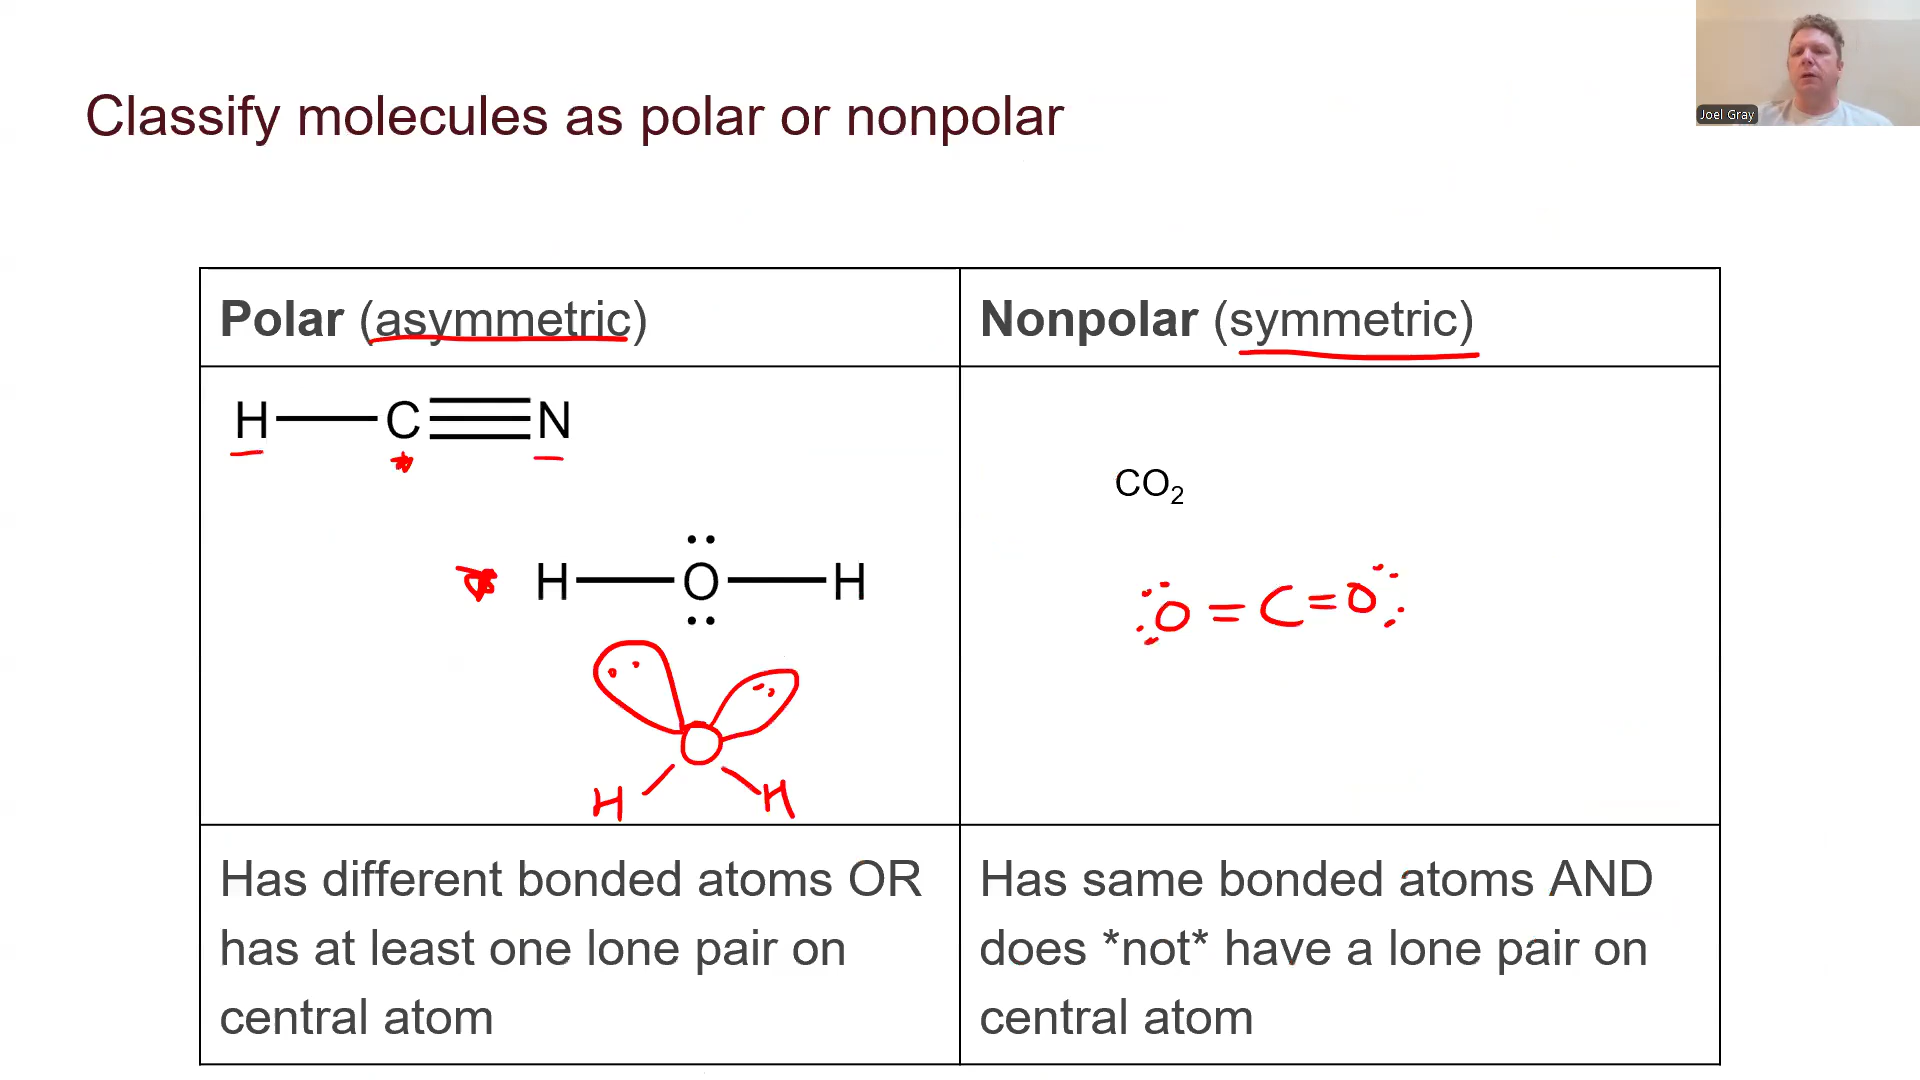 Joel Gray
Classify molecules as polar or nonpolar
Polar (asymmetric)
Nonpolar (symmetric)
H—C≡N
H—O—H
H H
CO₂
O=C=O
Has different bonded atoms OR
has at least one lone pair on
central atom
Has same bonded atoms AND
does *not* have a lone pair on
central atom